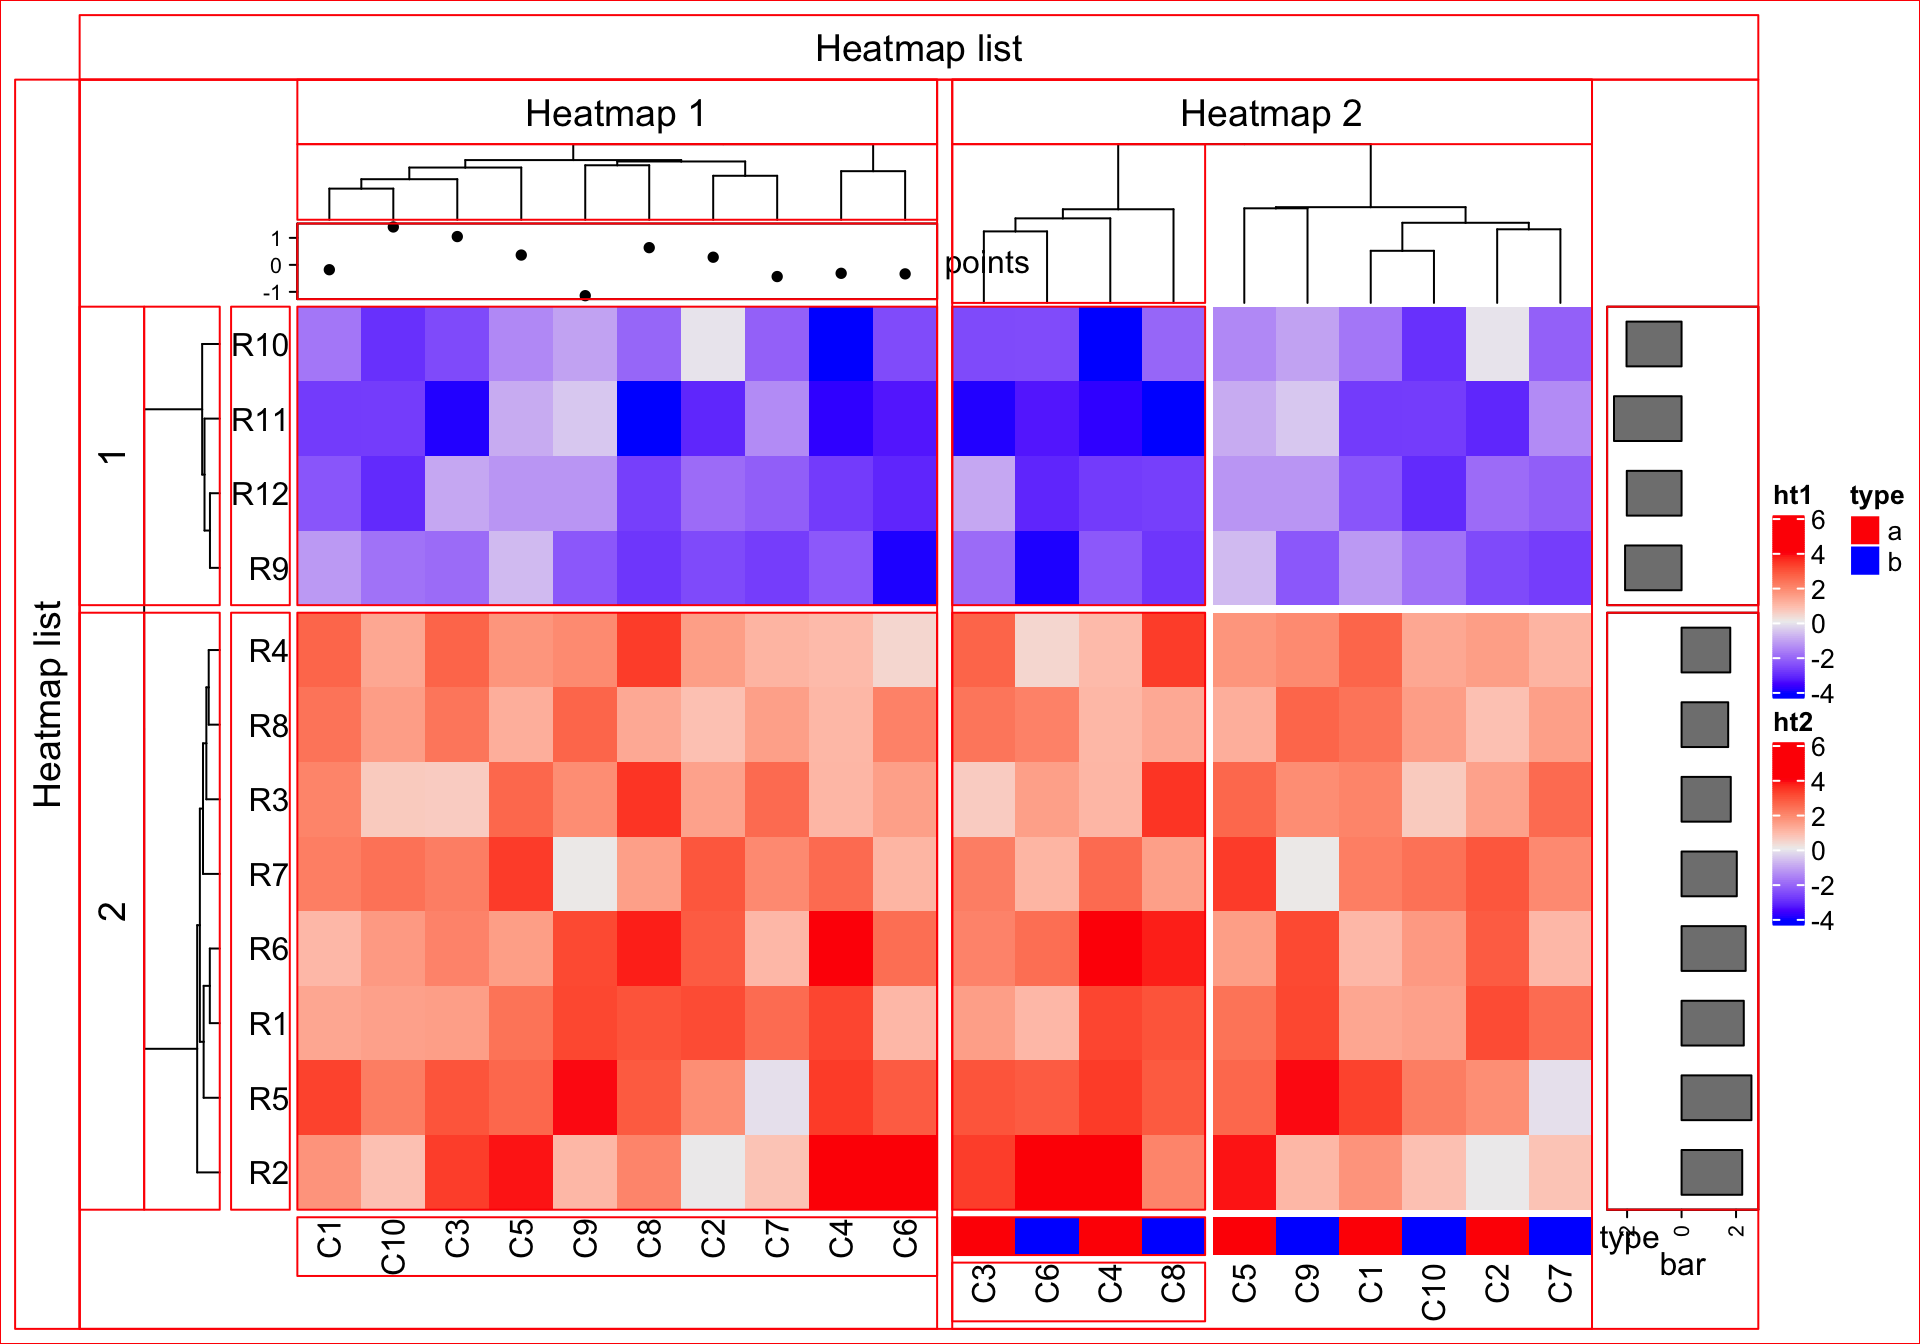 Heatmap list
Heatmap list
Heatmap 1
Heatmap 2
1
0
-1
points
1
2
R10
R11
R12
R9
R4
R8
R3
R7
R6
R1
R5
R2
C1 C10 C3 C5 C9 C8 C2 C7 C4 C6
C3 C6 C4 C8 C5 C9 C1 C10 C2 C7
type
-2 0 2
bar
ht1
6
4
2
0
-2
-4
type
a
b
ht2
6
4
2
0
-2
-4